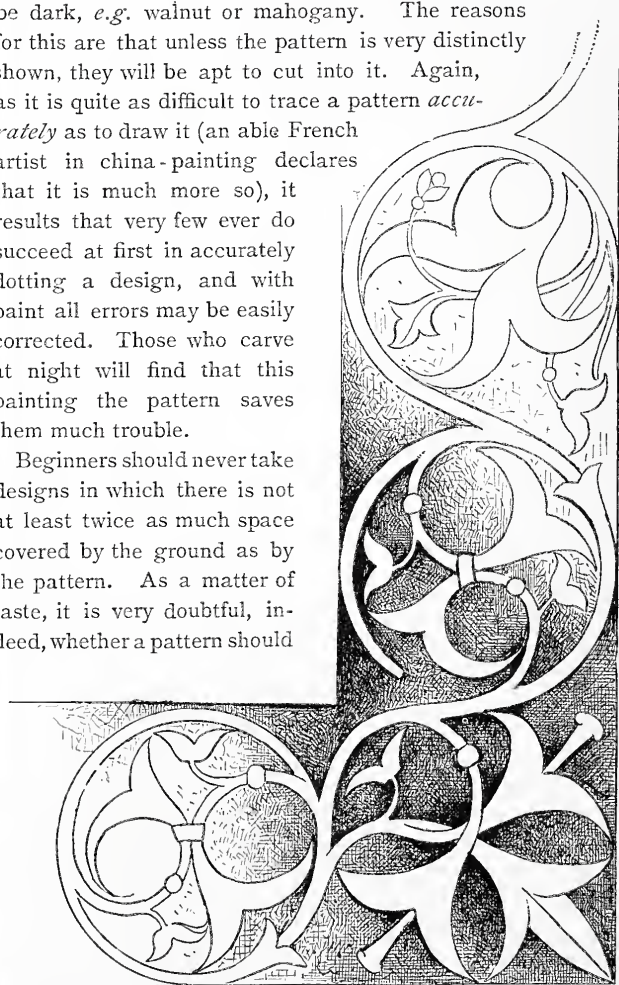 be dark, e.g. walnut or mahogany. The reasons
for this are that unless the pattern is very distinctly
shown, they will be apt to cut into it. Again,
as it is quite as difficult to trace a pattern accu-
rately as to draw it (an able French
artist in china-painting declares
that it is much more so), it
results that very few ever do
succeed at first in accurately
dotting a design, and with
paint all errors may be easily
corrected. Those who carve
at night will find that this
painting the pattern saves
them much trouble.
Beginners should never take
designs in which there is not
at least twice as much space
covered by the ground as by
the pattern. As a matter of
taste, it is very doubtful, in-
deed, whether a pattern should